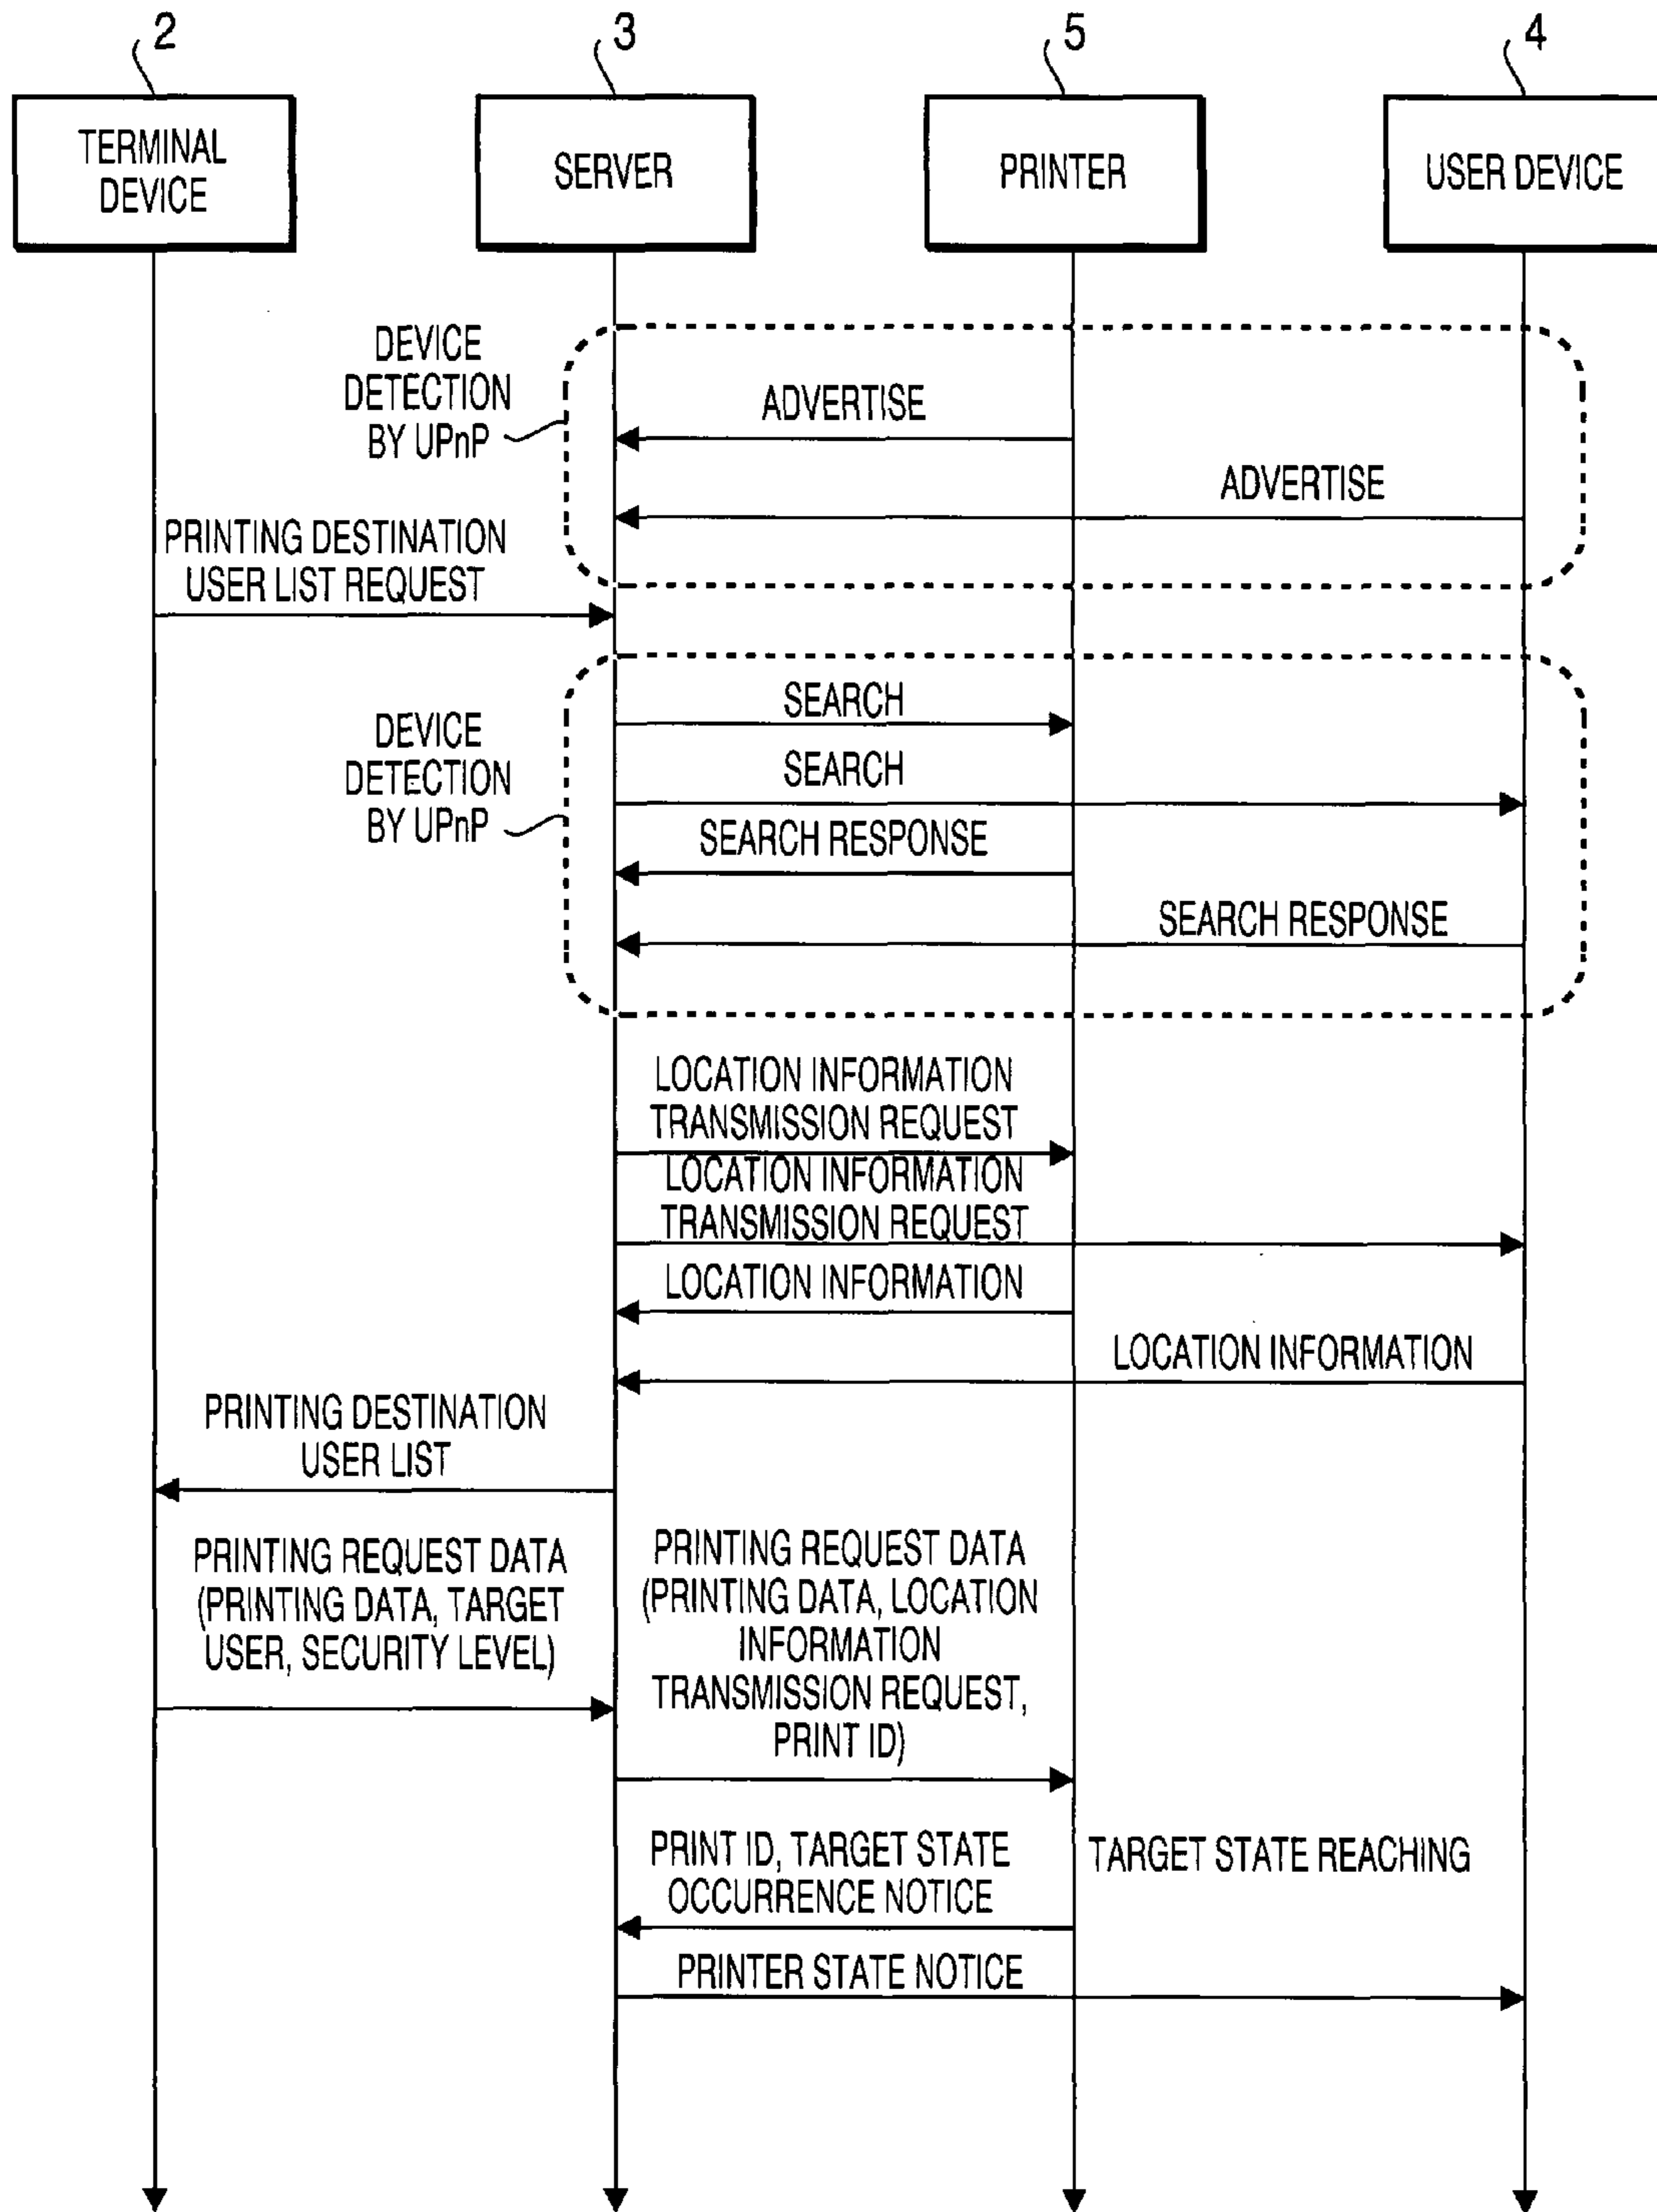 2
3
5
4
TERMINAL
DEVICE
SERVER
PRINTER
USER DEVICE
DEVICE
DETECTION
BY UPnP
ADVERTISE
ADVERTISE
PRINTING DESTINATION
USER LIST REQUEST
DEVICE
DETECTION
BY UPnP
SEARCH
SEARCH
SEARCH RESPONSE
SEARCH RESPONSE
LOCATION INFORMATION
TRANSMISSION REQUEST
LOCATION INFORMATION
TRANSMISSION REQUEST
LOCATION INFORMATION
LOCATION INFORMATION
PRINTING DESTINATION
USER LIST
PRINTING REQUEST DATA
(PRINTING DATA, TARGET
USER, SECURITY LEVEL)
PRINTING REQUEST DATA
(PRINTING DATA, LOCATION
INFORMATION
TRANSMISSION REQUEST,
PRINT ID)
PRINT ID, TARGET STATE
OCCURRENCE NOTICE
TARGET STATE REACHING
PRINTER STATE NOTICE